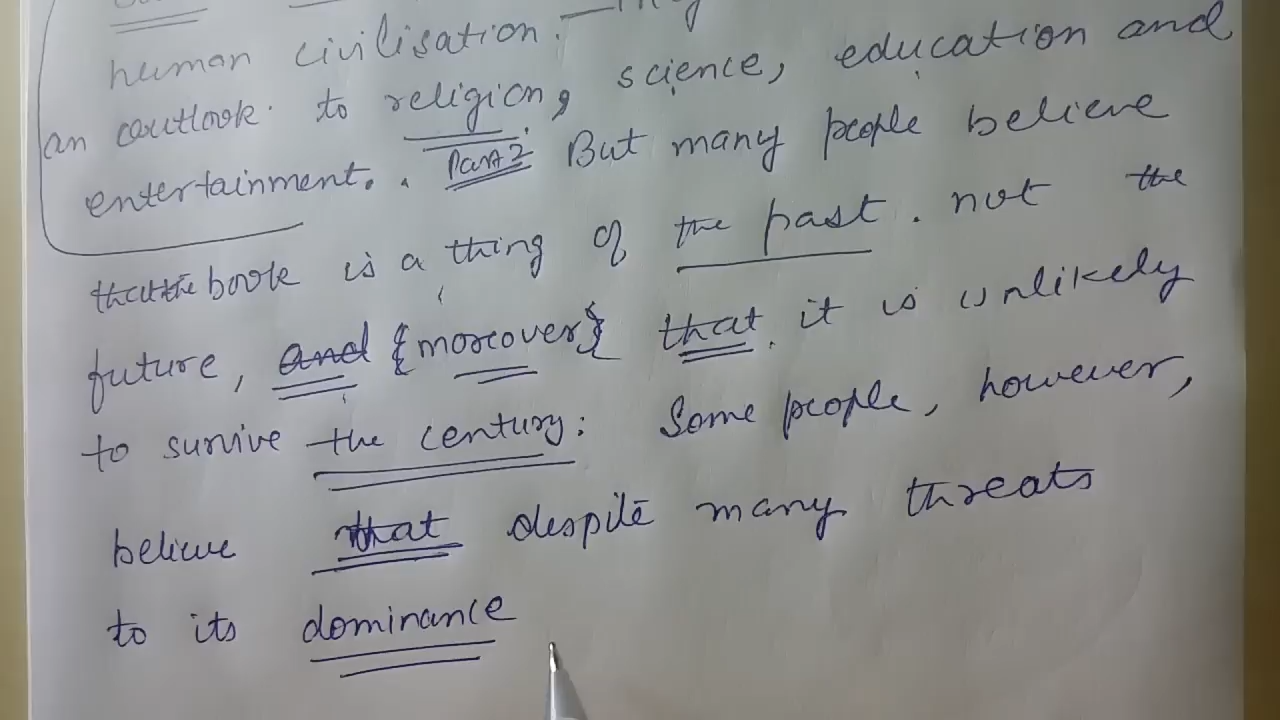 human civilisation.
an outlook to religion, science, education and
entertainment. Part 2 But many people believe
that the book is a thing of the past. not the
future, and {moreover} that it is unlikely
to survive the century: Some people, however,
believe that despite many threats
to its dominance